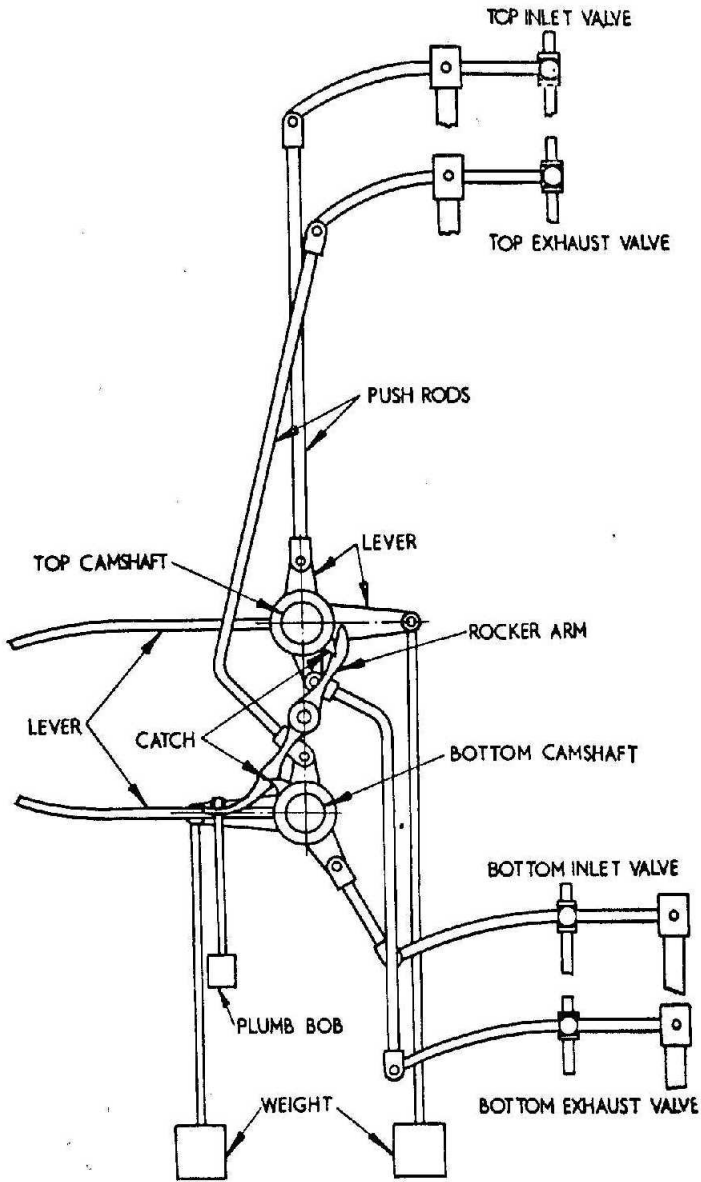 TOP INLET VALVE
TOP EXHAUST VALVE
PUSH RODS
LEVER
TOP CAMSHAFT
ROCKER ARM
LEVER
CATCH
BOTTOM CAMSHAFT
BOTTOM INLET VALVE
PLUMB BOB
WEIGHT
BOTTOM EXHAUST VALVE